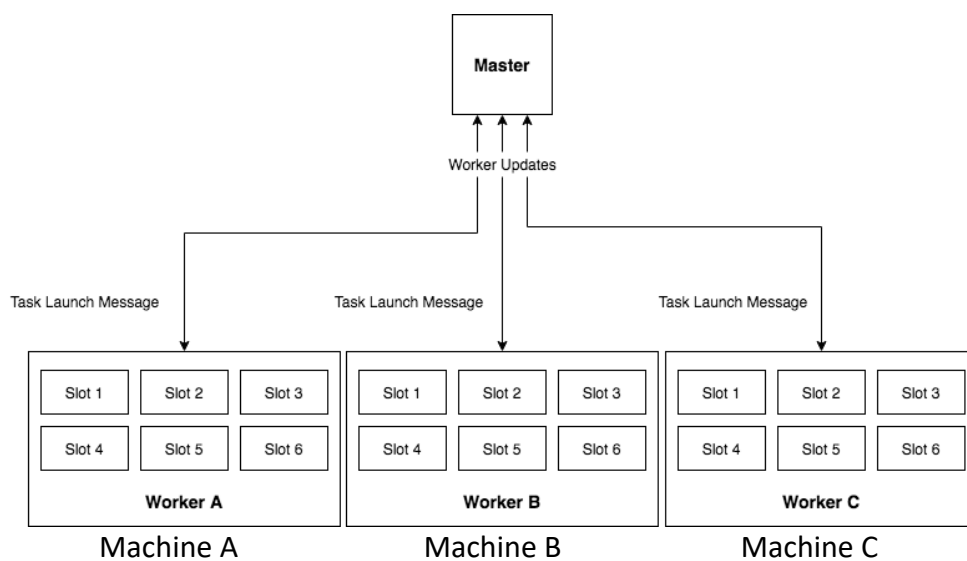 Master
Worker Updates
Task Launch Message Task Launch Message Task Launch Message
Slot 1 Slot 2 Slot 3 Slot 1 Slot 2 Slot 3 Slot 1 Slot 2 Slot 3
Slot 4 Slot 5 Slot 6 Slot 4 Slot 5 Slot 6 Slot 4 Slot 5 Slot 6
Worker A Worker B Worker C
Machine A Machine B Machine C